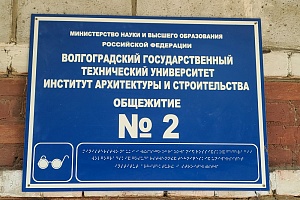 МИНИСТЕРСТВО НАУКИ И ВЫСШЕГО ОБРАЗОВАНИЯ
РОССИЙСКОЙ ФЕДЕРАЦИИ
ВОЛГОГРАДСКИЙ ГОСУДАРСТВЕННЫЙ
ТЕХНИЧЕСКИЙ УНИВЕРСИТЕТ
ИНСТИТУТ АРХИТЕКТУРЫ И СТРОИТЕЛЬСТВА
ОБЩЕЖИТИЕ
№ 2